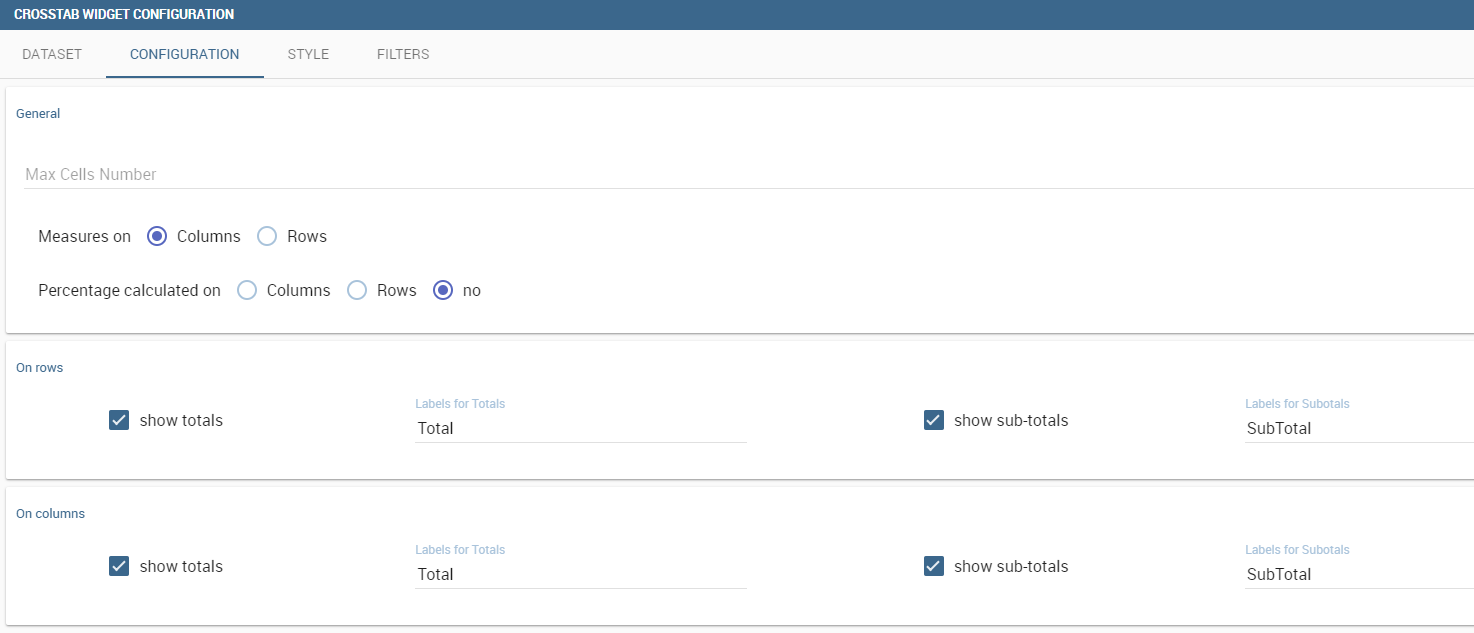 CROSSTAB WIDGET CONFIGURATION
DATASET CONFIGURATION STYLE FILTERS
General
Max Cells Number
Measures on Columns Rows
Percentage calculated on Columns Rows no
On rows
Labels for Totals Labels for Subotals
show totals Total show sub-totals SubTotal
On columns
Labels for Totals Labels for Subotals
show totals Total show sub-totals SubTotal